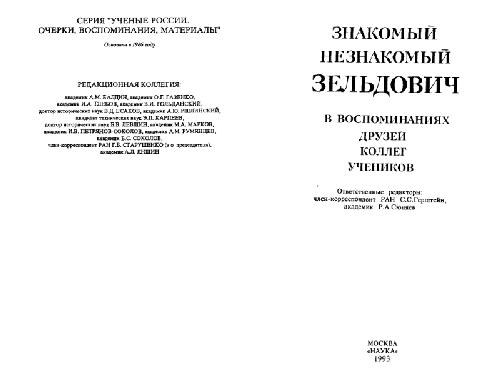 СЕРИЯ "УЧЕНЫЕ РОССИИ.
ОЧЕРКИ, ВОСПОМИНАНИЯ, МАТЕРИАЛЫ"
Основана в 1986 году
РЕДАКЦИОННАЯ КОЛЛЕГИЯ:
академик А.М. БАЛДИН, академик О.Г. ГАЗЕНКО,
академик И.А. ГЛЕБОВ, академик В.И. ГОЛЬДАНСКИЙ,
доктор исторических наук В.Д. ЕСАКОВ, академик А.Ю. ИШЛИНСКИЙ,
кандидат технических наук Э.П. КАРПЕЕВ,
доктор исторических наук Б.В. ЛЕВШИН, академик М.А. МАРКОВ,
академик И.В. ПЕТРЯНОВ-СОКОЛОВ, академик А.М. РУМЯНЦЕВ,
академик Б.С. СОКОЛОВ,
член-корреспондент РАН Г.Б. СТАРУШЕНКО (и.о. председателя),
академик А.Л. ЯНШИН
ЗНАКОМЫЙ
НЕЗНАКОМЫЙ
ЗЕЛЬДОВИЧ
В ВОСПОМИНАНИЯХ
ДРУЗЕЙ
КОЛЛЕГ
УЧЕНИКОВ
Ответственные редакторы:
член-корреспондент РАН С.С.Герштейн,
академик Р.А.Сюняев
МОСКВА
«НАУКА»
1993